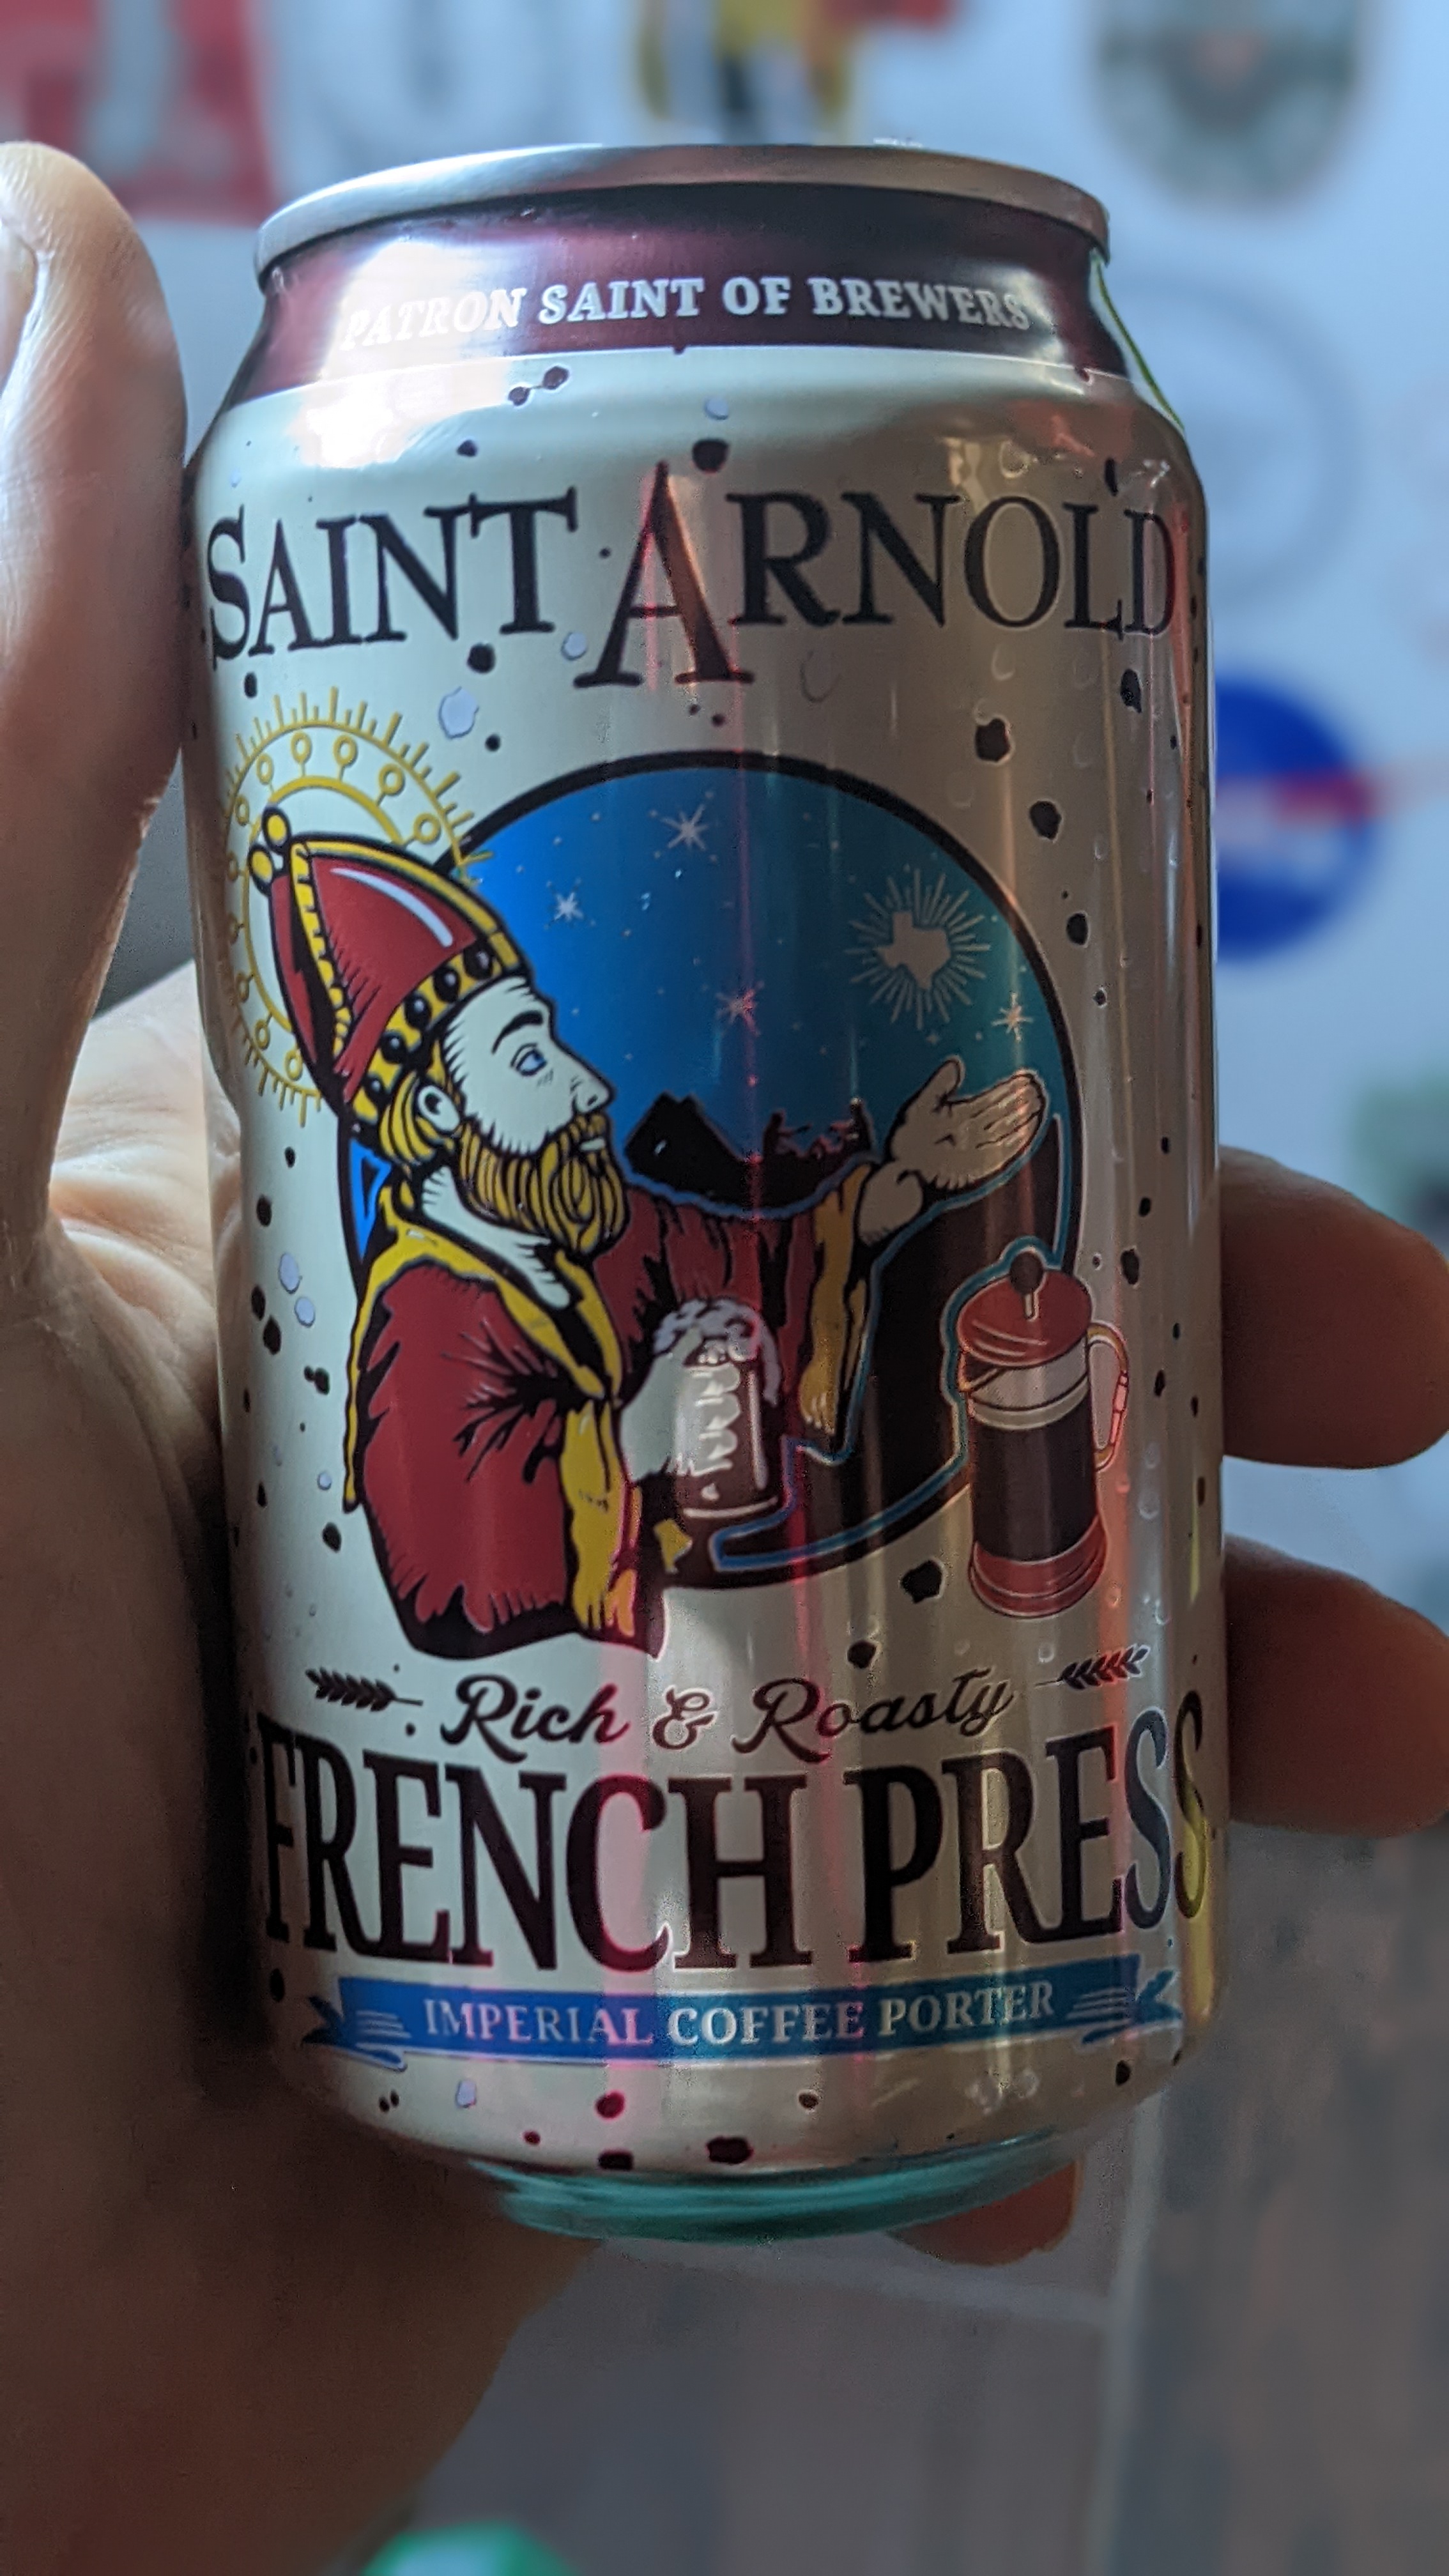 PATRON SAINT OF BREWERS
SAINT ARNOLD
Rich & Roasty
FRENCH PRESS
IMPERIAL COFFEE PORTER